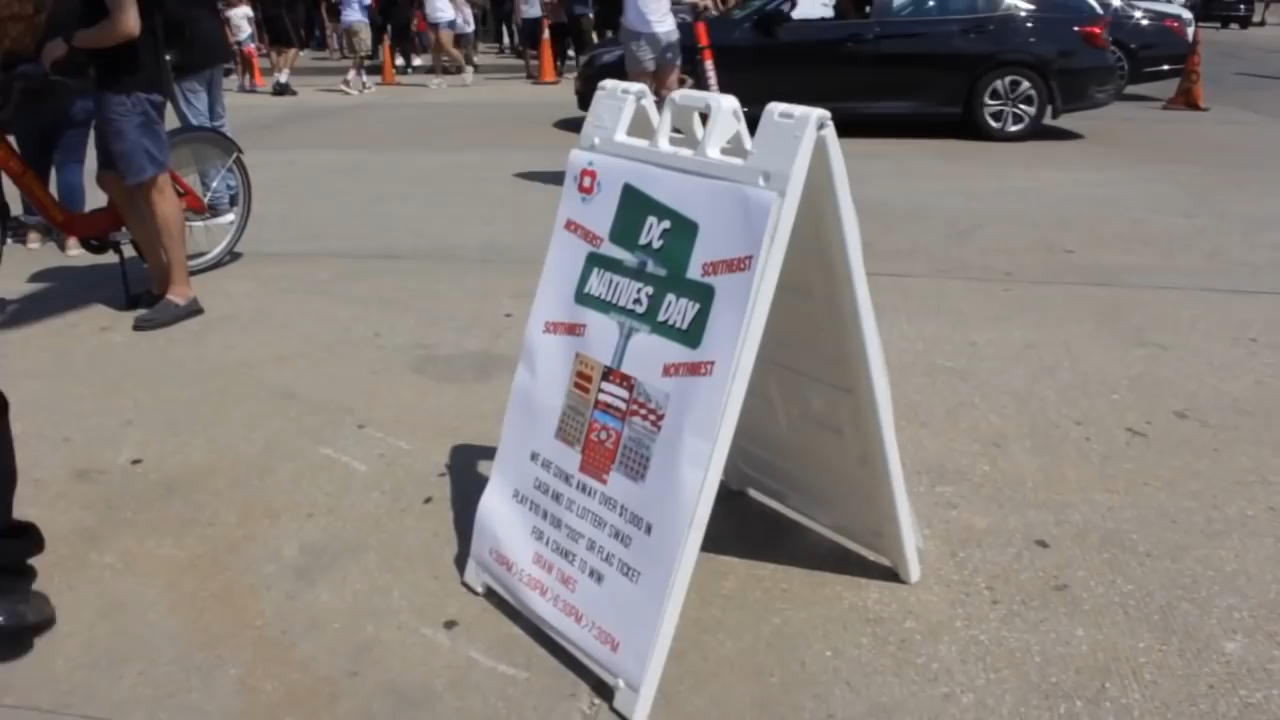 DC
NORTHEAST
SOUTHEAST
NATIVES DAY
SOUTHWEST
NORTHWEST
202
WE ARE GIVING AWAY OVER $1,000 IN
CASH AND DC LOTTERY SWAG!
PLAY $10 IN OUR "202" OR FLAG TICKET
FOR A CHANCE TO WIN!
DRAW TIMES
4:30PM>5:30PM>6:30PM>7:30PM